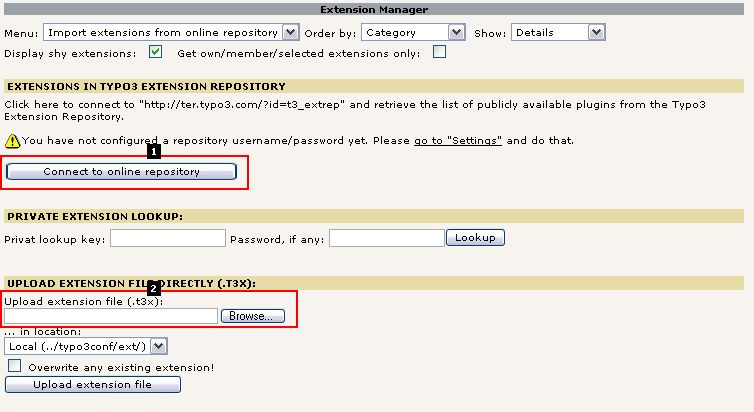 Extension Manager
Menu: Import extensions from online repository Order by: Category Show: Details
Display shy extensions: Get own/member/selected extensions only:
EXTENSIONS IN TYPO3 EXTENSION REPOSITORY
Click here to connect to "http://ter.typo3.com/?id=t3_extrep" and retrieve the list of publicly available plugins from the Typo3
Extension Repository.
You have not configured a repository username/password yet. Please go to "Settings" and do that.
1
Connect to online repository
PRIVATE EXTENSION LOOKUP:
Privat lookup key: Password, if any: Lookup
UPLOAD EXTENSION FILE DIRECTLY (.T3X):
2
Upload extension file (.t3x):
Browse...
... in location:
Local (../typo3conf/ext/)
Overwrite any existing extension!
Upload extension file